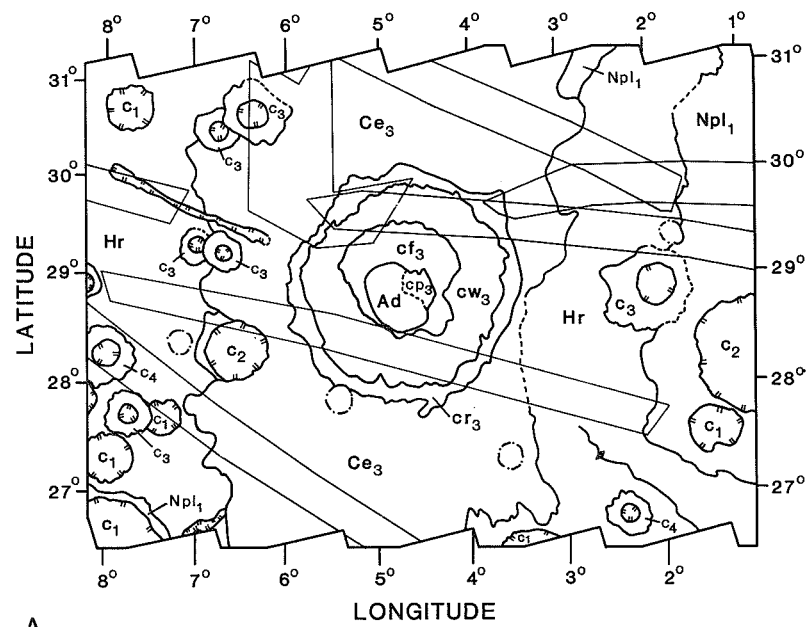 8° 7° 6° 5° 4° 3° 2° 1°
31° 31°
Npl₁
c₁ c₃ Ce₃ Npl₁
c₃
30° 30°
Hr cf₃
c₃ c₃ cp₃ cw₃
29° 29°
Ad Hr c₃
c₂ c₂
c₄
28° 28°
c₁ cr₃ c₁
c₃
c₁ Ce₃
27° 27°
Npl₁
c₁ c₁ c₄
8° 7° 6° 5° 4° 3° 2°
LATITUDE
LONGITUDE
A